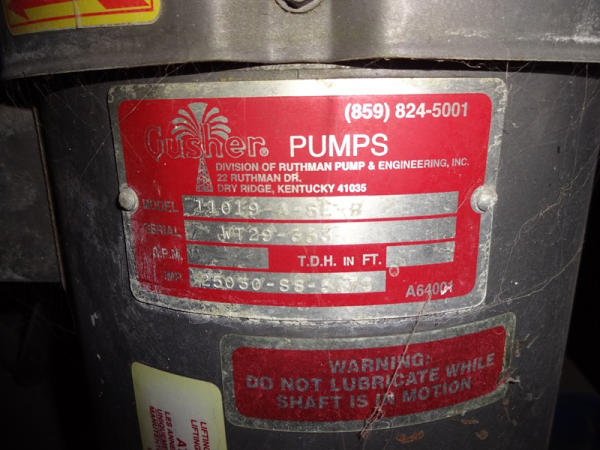 (859) 824-5001
Gusher® PUMPS
DIVISION OF RUTHMAN PUMP & ENGINEERING, INC.
22 RUTHMAN DR.
DRY RIDGE, KENTUCKY 41035
MODEL
SERIAL
R.P.M. T.D.H. IN FT.
IMP. A64001
WARNING:
DO NOT LUBRICATE WHILE
SHAFT IS IN MOTION
LIFTING